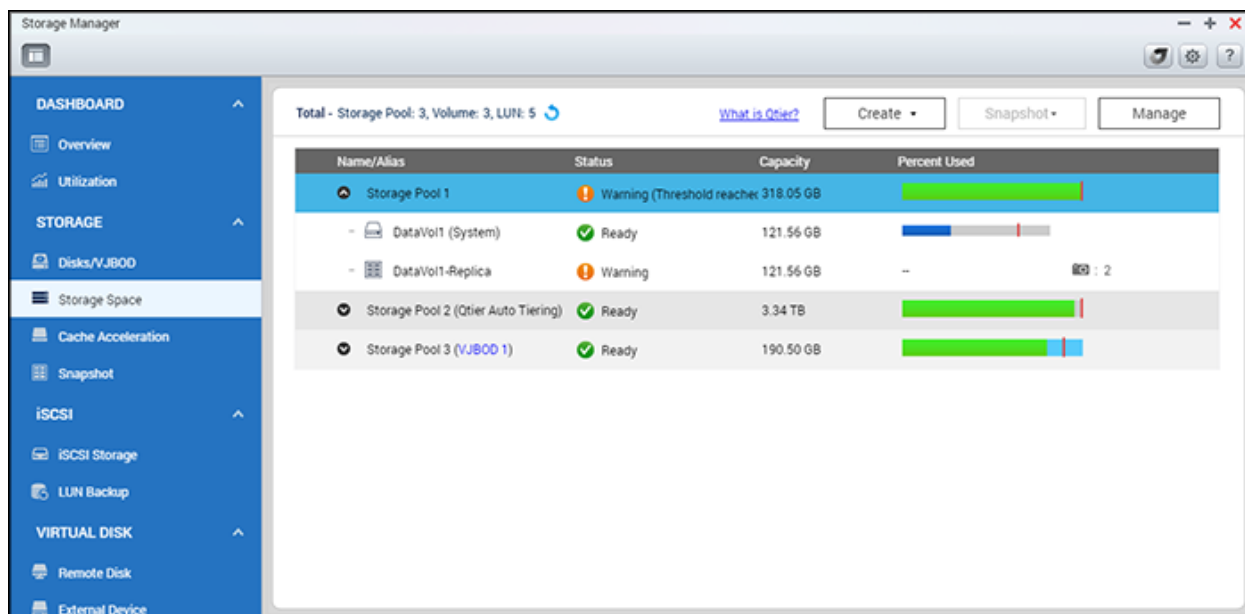 Storage Manager
DASHBOARD
Overview
Utilization
STORAGE
Disks/VJBOD
Storage Space
Cache Acceleration
Snapshot
iSCSI
iSCSI Storage
LUN Backup
VIRTUAL DISK
Remote Disk
External Device
Total - Storage Pool: 3, Volume: 3, LUN: 5
What is Qtier?
Create
Snapshot
Manage
Name/Alias Status Capacity Percent Used
Storage Pool 1 Warning (Threshold reached 318.05 GB
DataVol1 (System) Ready 121.56 GB
DataVol1-Replica Warning 121.56 GB -- : 2
Storage Pool 2 (Qtier Auto Tiering) Ready 3.34 TB
Storage Pool 3 (VJBOD 1) Ready 190.50 GB